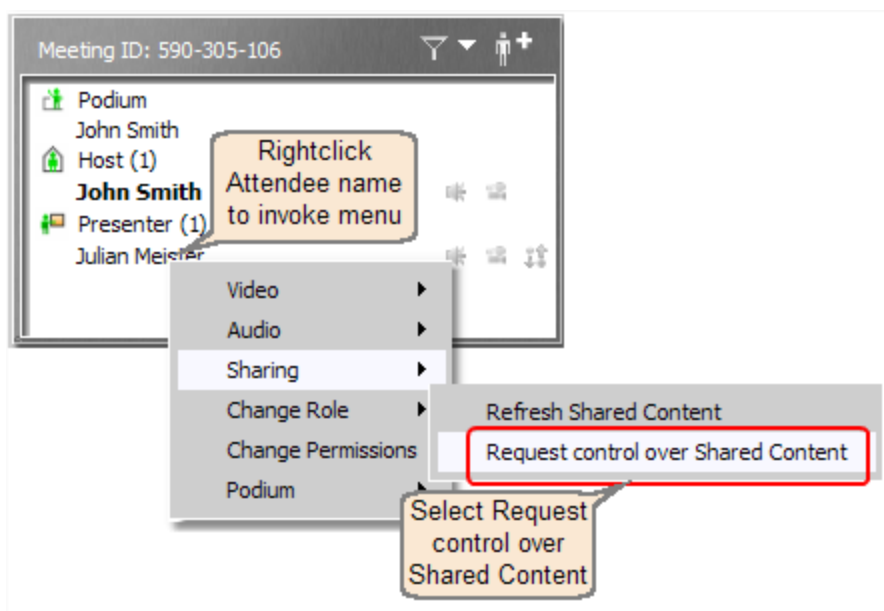 Meeting ID: 590-305-106
Podium
John Smith
Host (1)
John Smith
Presenter (1)
Julian Meister
Rightclick
Attendee name
to invoke menu
Video
Audio
Sharing
Change Role
Change Permissions
Podium
Refresh Shared Content
Request control over Shared Content
Select Request
control over
Shared Content